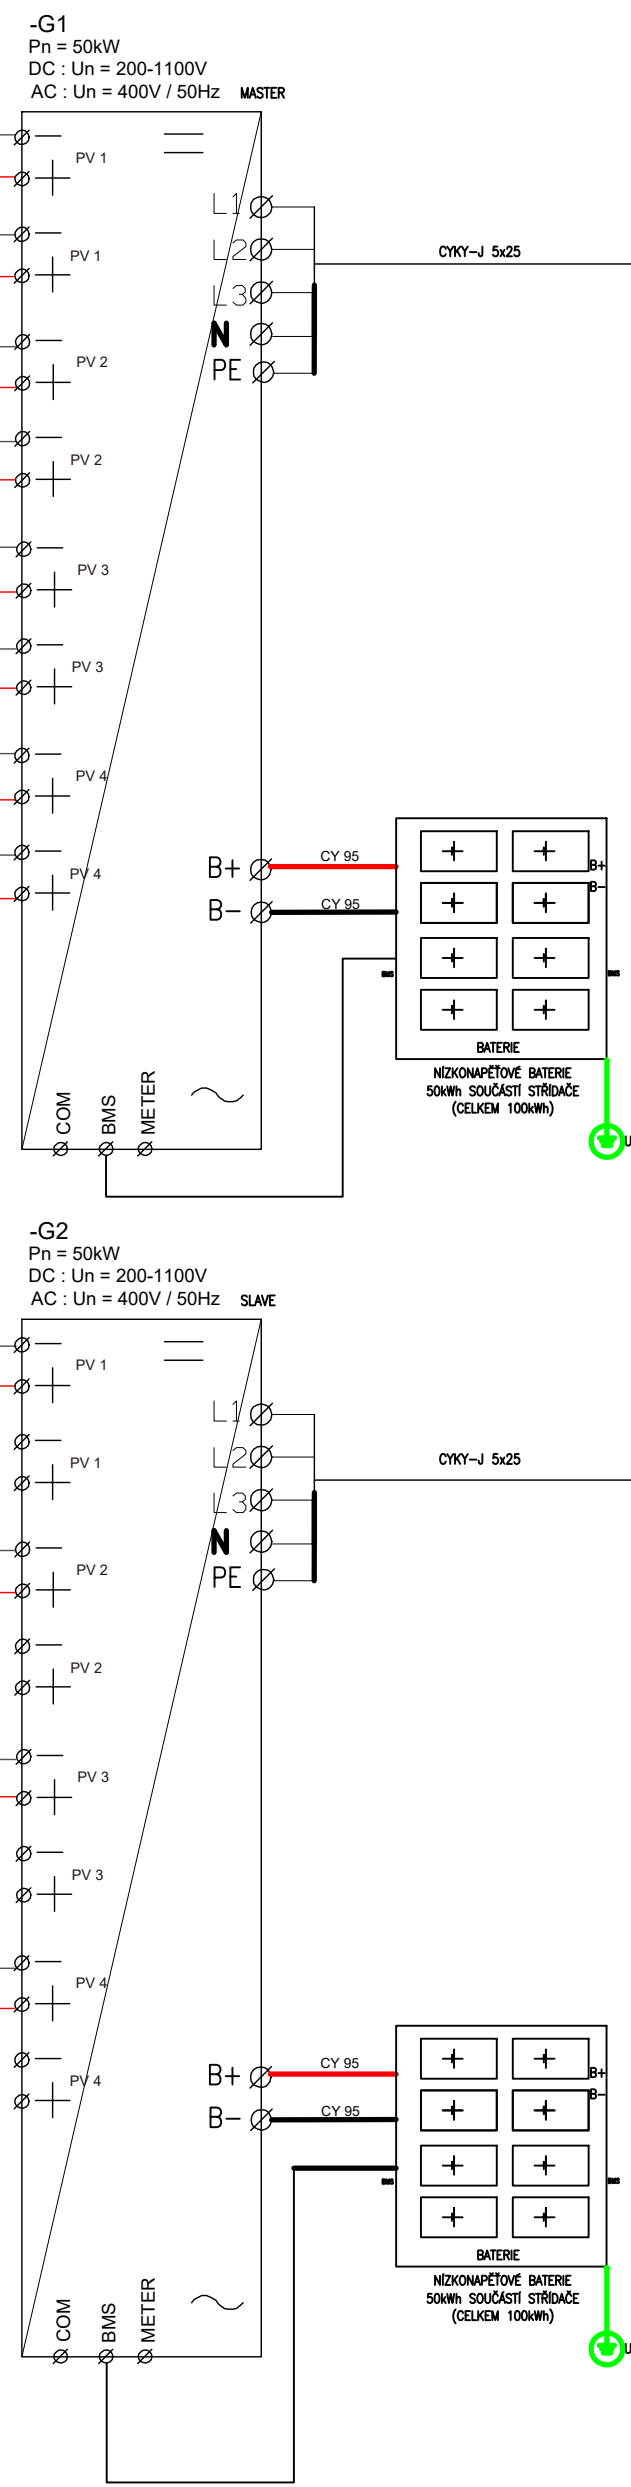 -G1
Pn = 50kW
DC : Un = 200-1100V
AC : Un = 400V / 50Hz MASTER
PV 1
L1
L2
CYKY-J 5x25
PV 1
L3
N
PV 2
PE
PV 2
PV 3
PV 3
PV 4
CY 95
B+
B+
PV 4
B-
CY 95
B-
BMS
BMS
BATERIE
NÍZKONAPĚŤOVÉ BATERIE
50kWh SOUČÁSTÍ STŘÍDAČE
(CELKEM 100kWh)
COM
BMS
METER
U
-G2
Pn = 50kW
DC : Un = 200-1100V
AC : Un = 400V / 50Hz SLAVE
PV 1
L1
L2
CYKY-J 5x25
PV 1
L3
N
PV 2
PE
PV 2
PV 3
PV 3
PV 4
CY 95
B+
B+
PV 4
B-
CY 95
B-
BMS
BMS
BATERIE
NÍZKONAPĚŤOVÉ BATERIE
50kWh SOUČÁSTÍ STŘÍDAČE
(CELKEM 100kWh)
COM
BMS
METER
U